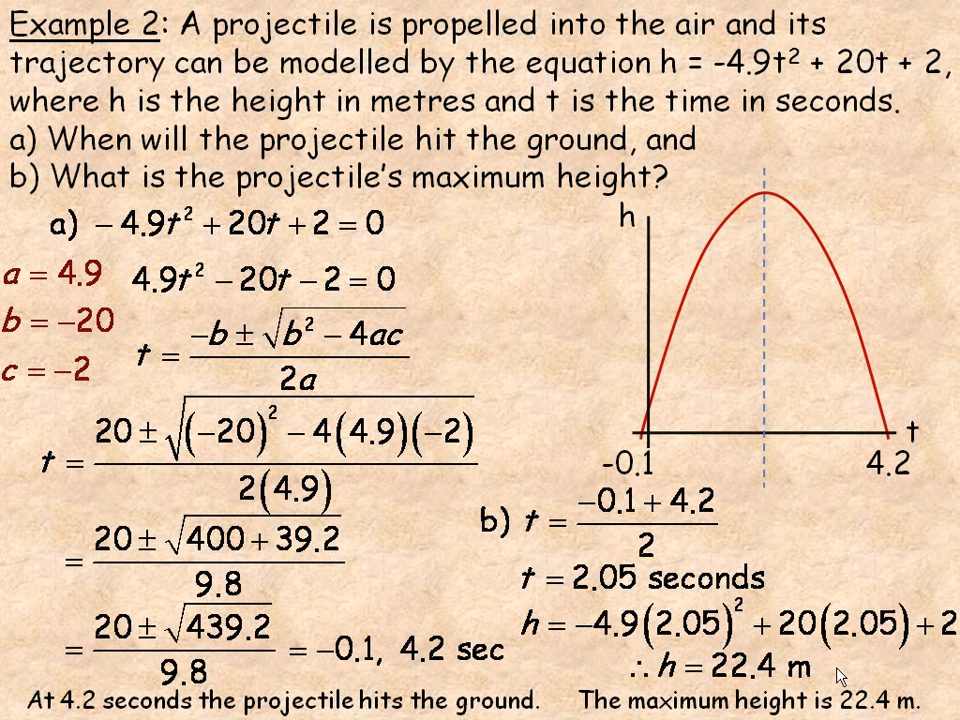 Example 2: A projectile is propelled into the air and its
trajectory can be modelled by the equation h = -4.9t² + 20t + 2,
where h is the height in metres and t is the time in seconds.
a) When will the projectile hit the ground, and
b) What is the projectile's maximum height?
a) −4.9t² + 20t + 2 = 0
a = 4.9
4.9t² − 20t − 2 = 0
b = −20
t = (−b ± √(b² − 4ac)) / 2a
c = −2
t = (20 ± √((−20)² − 4(4.9)(−2))) / 2(4.9)
= (20 ± √(400 + 39.2)) / 9.8
= (20 ± √439.2) / 9.8 = −0.1, 4.2 sec
h
t
-0.1
4.2
b) t = (−0.1 + 4.2) / 2
t = 2.05 seconds
h = −4.9(2.05)² + 20(2.05) + 2
∴ h = 22.4 m
At 4.2 seconds the projectile hits the ground.
The maximum height is 22.4 m.